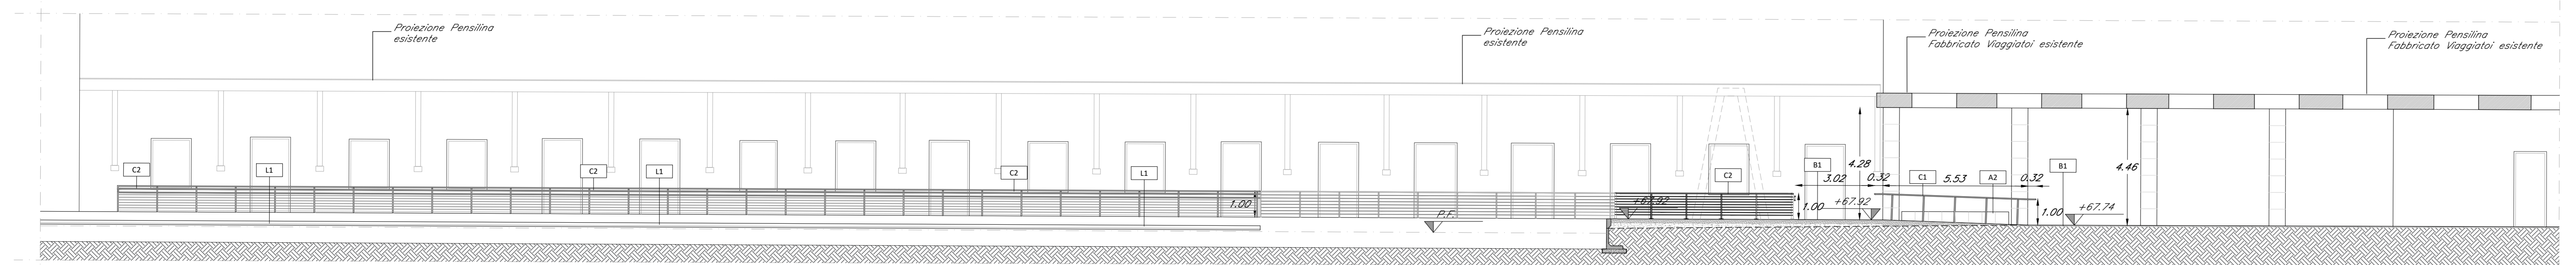 Proiezione Pensilina
esistente
Proiezione Pensilina
esistente
Proiezione Pensilina
Fabbricato Viaggiatoi esistente
Proiezione Pensilina
Fabbricato Viaggiatoi esistente
C2
L1
C2
L1
C2
L1
C2
B1
4.28
3.02
0.32
C1
5.53
A2
0.32
B1
4.46
1.00
P.F.
+67.92
1.00
+67.92
1.00
+67.74